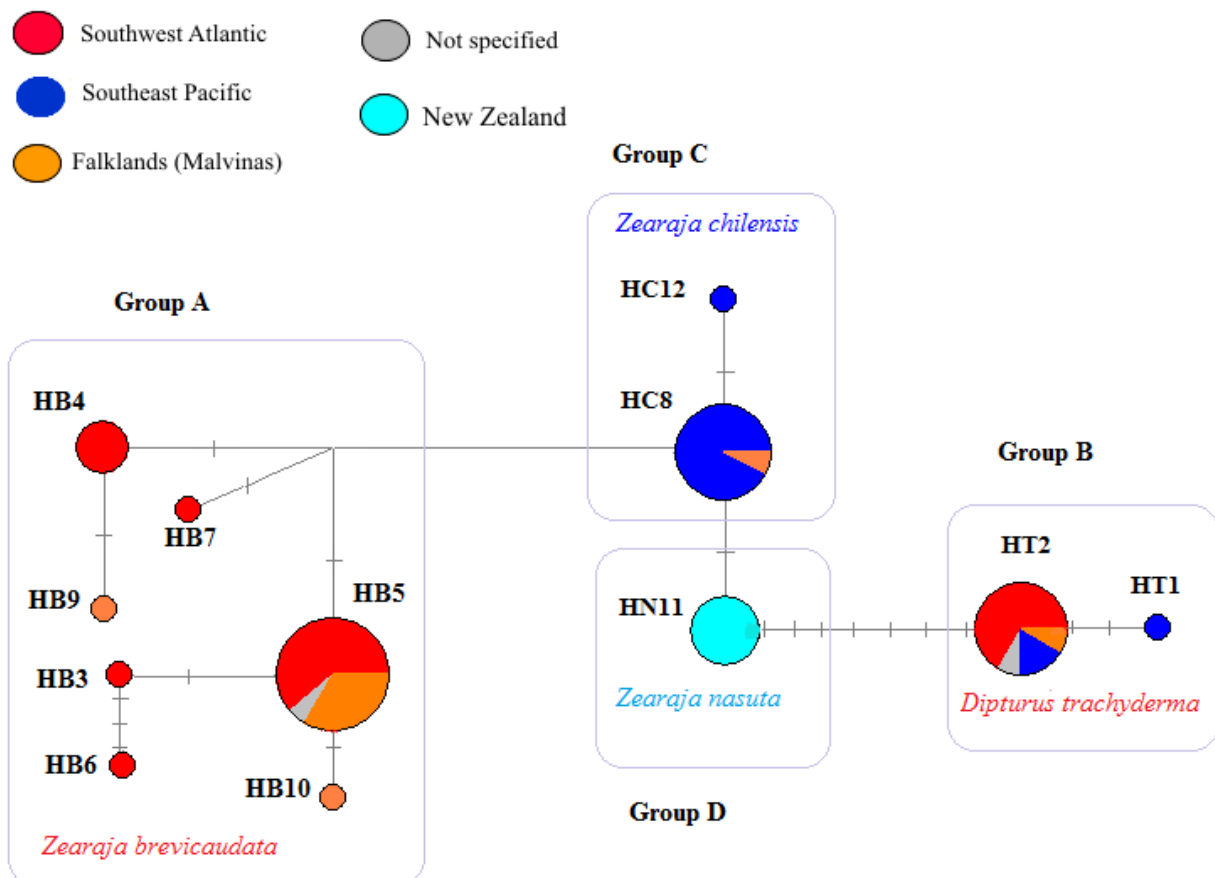 Southwest Atlantic
Not specified
Southeast Pacific
New Zealand
Falklands (Malvinas)
Group C
Zearaja chilensis
HC12
Group A
HB4
HC8
Group B
HB7
HT2
HB9
HB5
HN11
HT1
HB3
Zearaja nasuta
Dipturus trachyderma
HB6
HB10
Group D
Zearaja brevicaudata